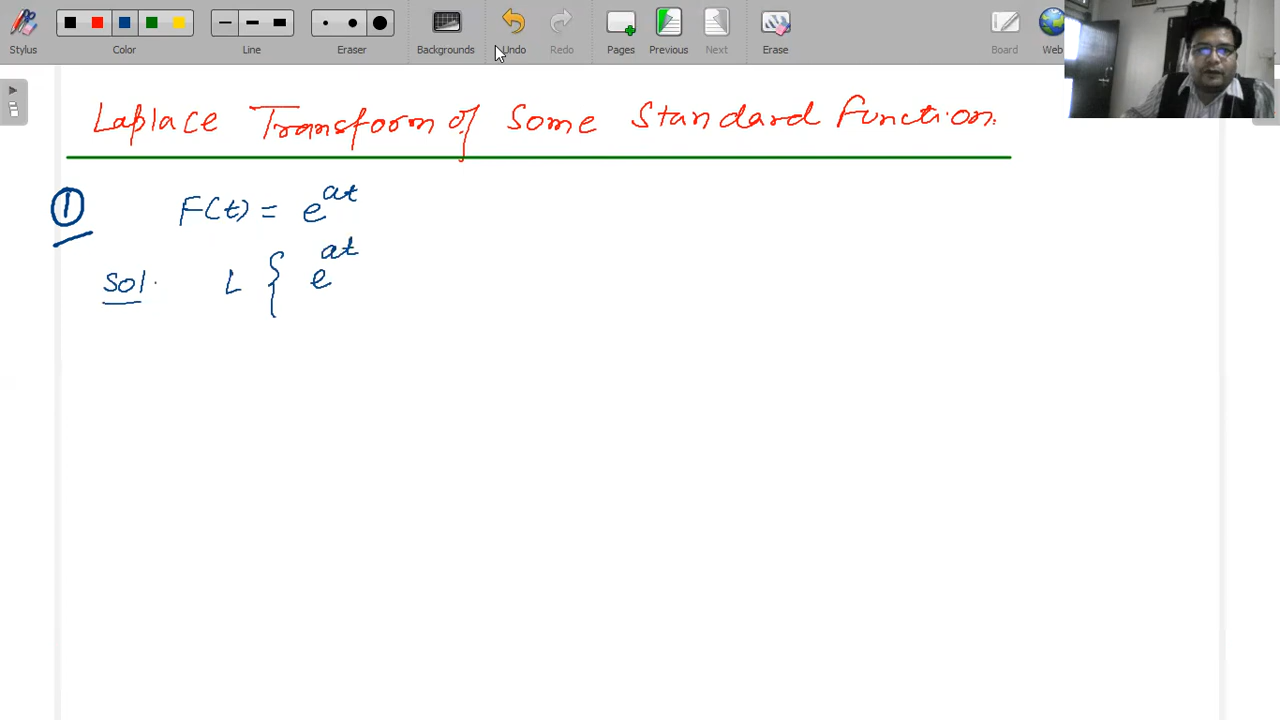 Stylus Color Line Eraser Backgrounds Undo Redo Pages Previous Next Erase Board Web
Laplace Transform of Some Standard Function.
① F(t) = e^{at}
Sol. L { e^{at}